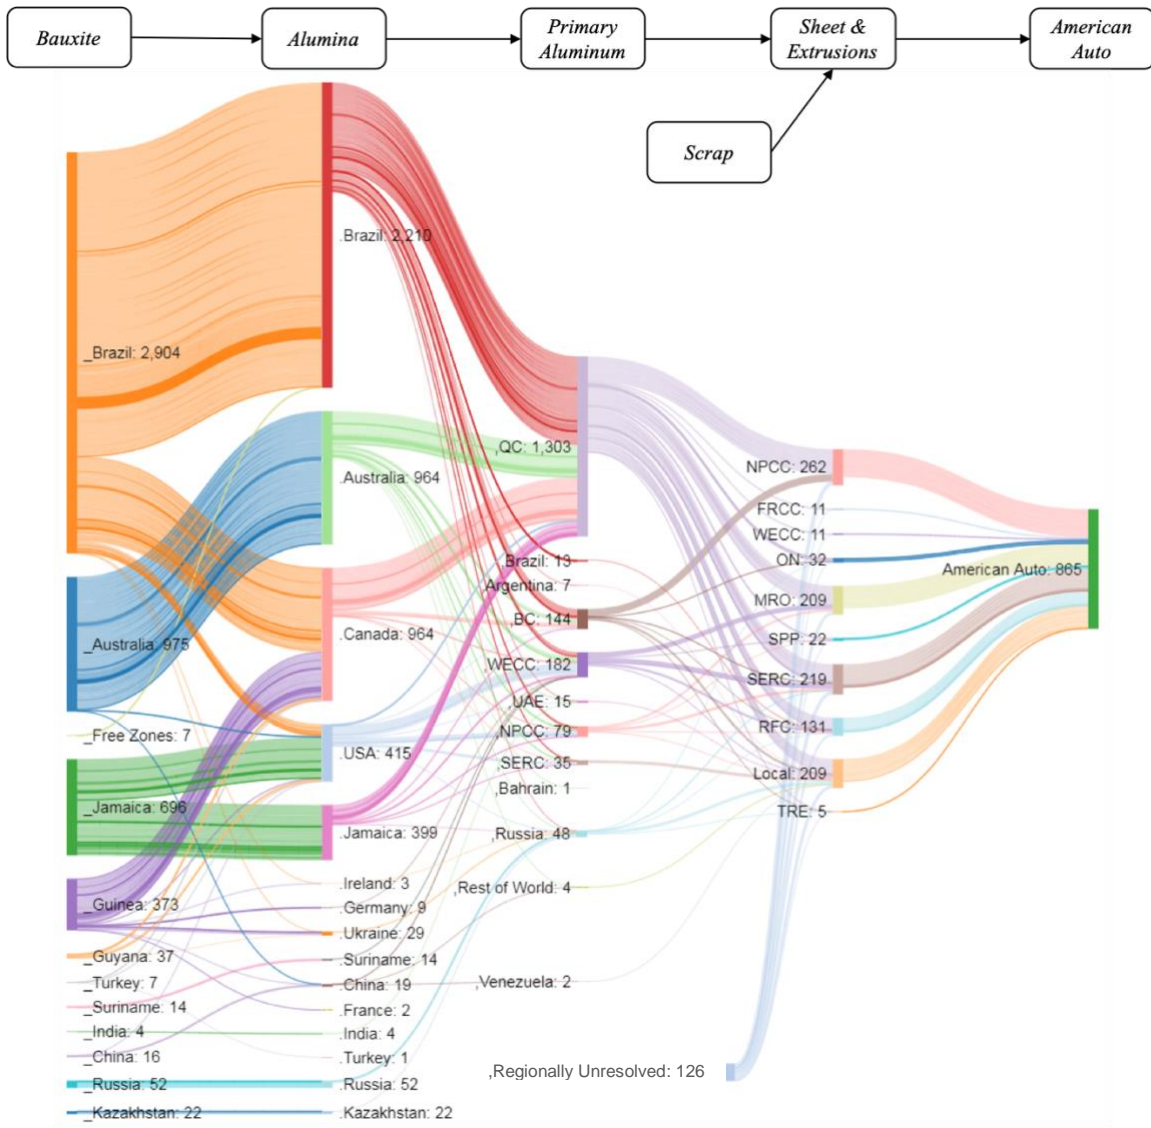 Bauxite
Alumina
Primary
Aluminum
Sheet &
Extrusions
American
Auto
Scrap
_Brazil: 2,904
_Australia: 975
_Free Zones: 7
_Jamaica: 696
_Guinea: 373
_Guyana: 37
_Turkey: 7
_Suriname: 14
_India: 4
_China: 16
_Russia: 52
_Kazakhstan: 22
.Brazil: 2,210
.Australia: 964
.Canada: 964
.USA: 415
.Jamaica: 399
.Ireland: 3
.Germany: 9
.Ukraine: 29
.Suriname: 14
.China: 19
.France: 2
.India: 4
.Turkey: 1
.Russia: 52
.Kazakhstan: 22
,QC: 1,303
,Brazil: 13
,Argentina: 7
,BC: 144
,WECC: 182
,UAE: 15
,NPCC: 79
,SERC: 35
,Bahrain: 1
,Russia: 48
,Rest of World: 4
,Venezuela: 2
,Regionally Unresolved: 126
NPCC: 262
FRCC: 11
WECC: 11
ON: 32
MRO: 209
SPP: 22
SERC: 219
RFC: 131
Local: 209
TRE: 5
American Auto: 865